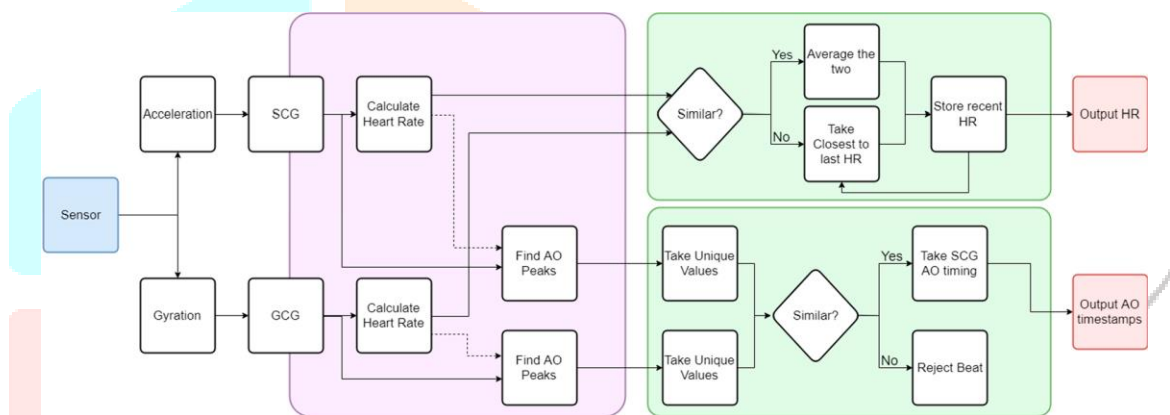 Sensor
Acceleration
Gyration
SCG
GCG
Calculate
Heart Rate
Calculate
Heart Rate
Find AO
Peaks
Find AO
Peaks
Similar?
Yes
No
Average the
two
Take
Closest to
last HR
Store recent
HR
Output HR
Take Unique
Values
Take Unique
Values
Similar?
Yes
No
Take SCG
AO timing
Reject Beat
Output AO
timestamps